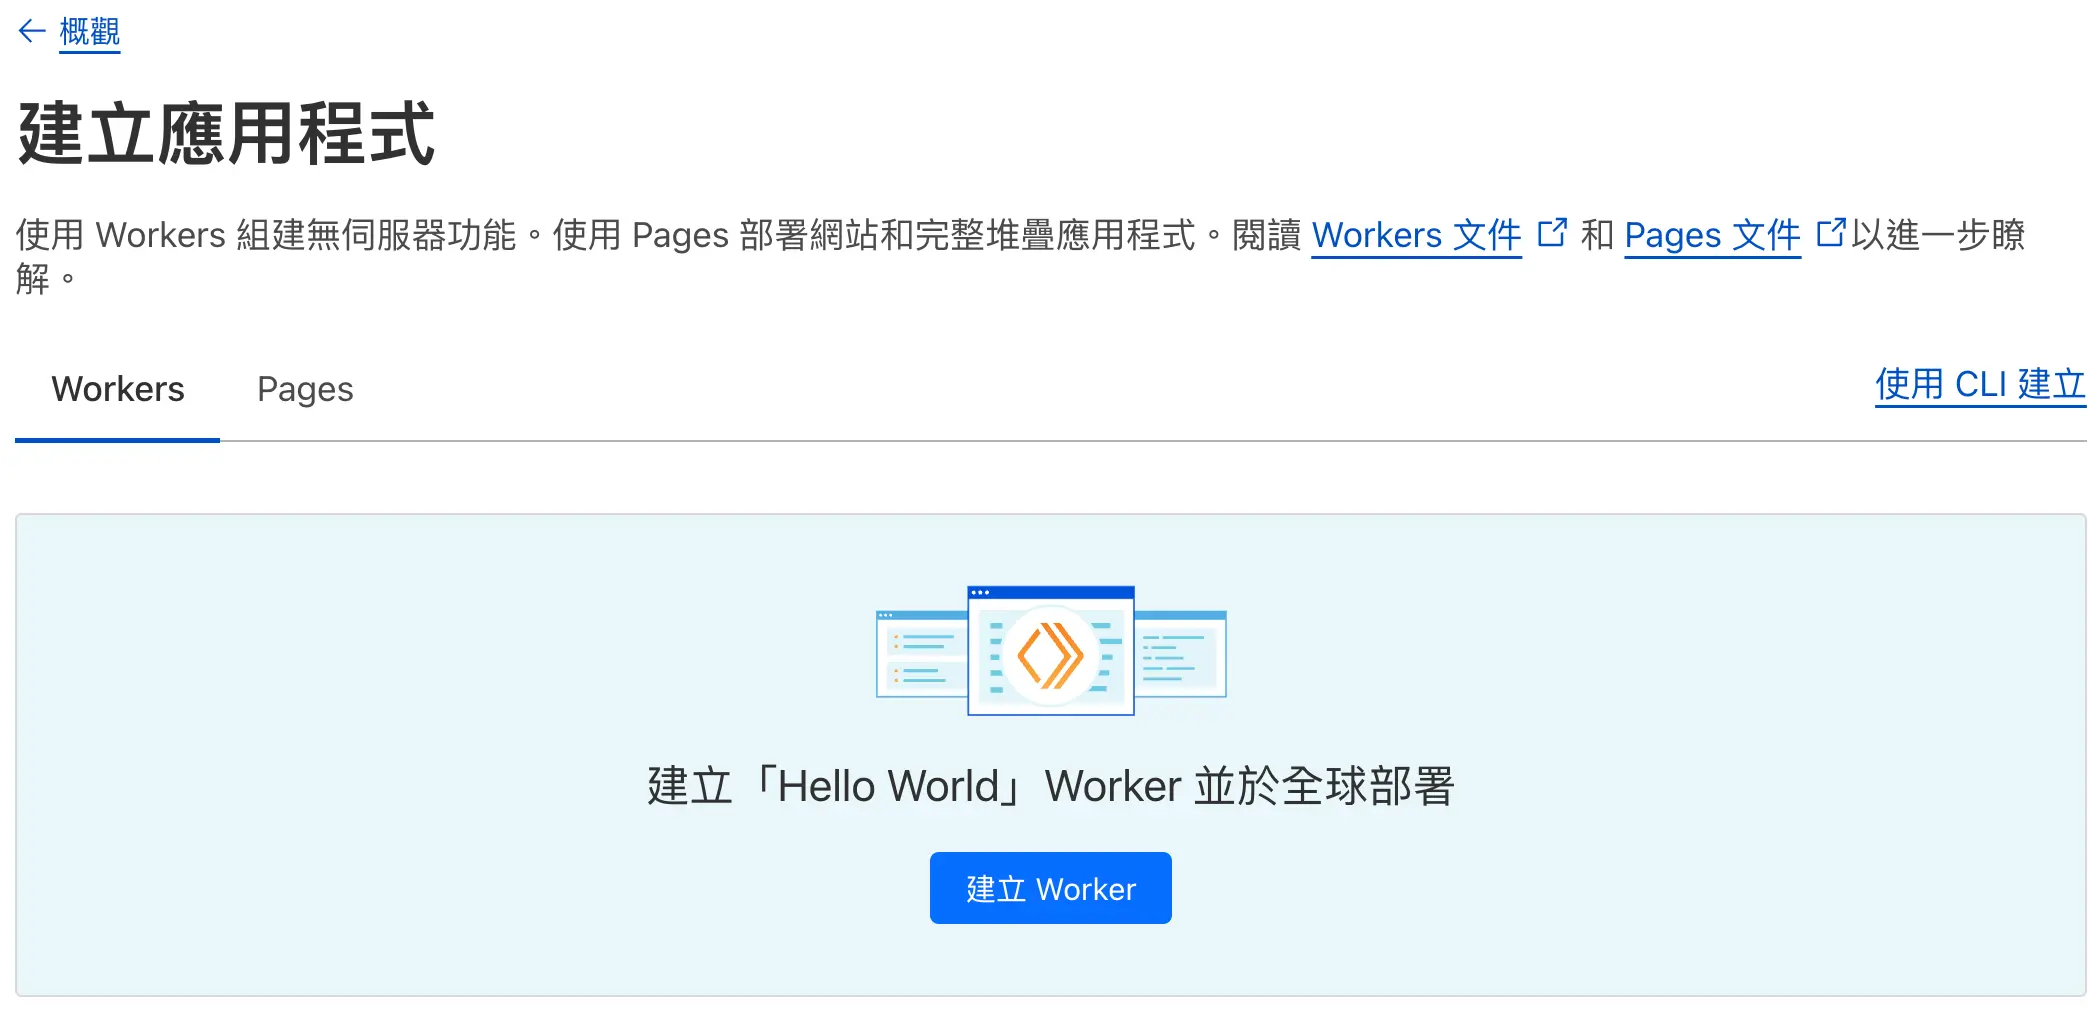 概觀
建立應用程式
使用 Workers 組建無伺服器功能。使用 Pages 部署網站和完整堆疊應用程式。閱讀 Workers 文件 和 Pages 文件 以進一步瞭
解。
Workers Pages 使用 CLI 建立
建立「Hello World」Worker 並於全球部署
建立 Worker